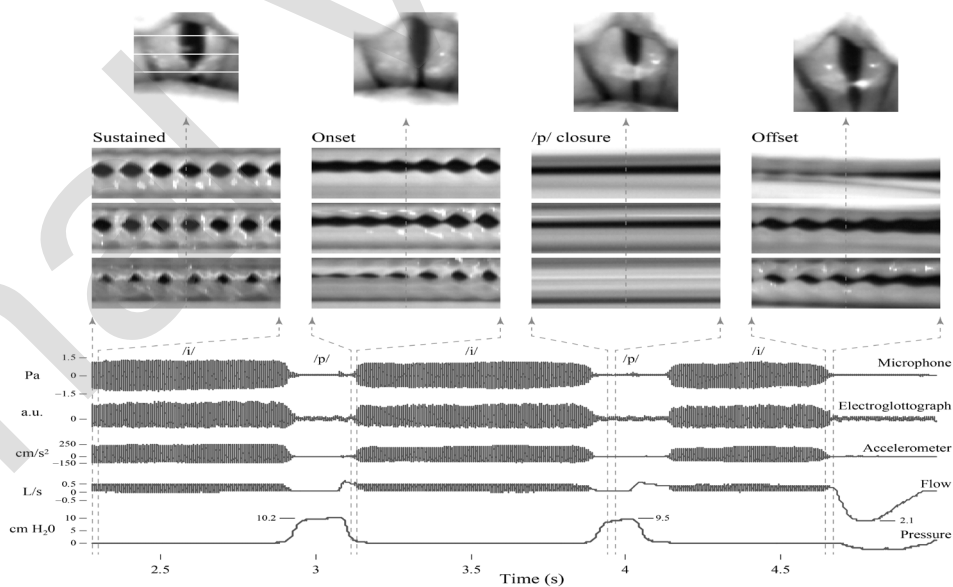 Sustained
Onset
/p/ closure
Offset
/i/
/p/
/i/
/p/
/i/
Microphone
1.5
Pa
0
−1.5
Electroglottograph
a.u.
0
Accelerometer
cm/s²
250
0
−150
Flow
L/s
0.5
0
−0.5
2.1
Pressure
cm H₂0
10
5
0
10.2
9.5
2.5
3
3.5
4
4.5
Time (s)